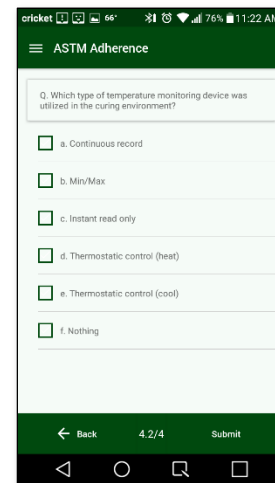 cricket 66° 76% 11:22 AM
ASTM Adherence
Q. Which type of temperature monitoring device was
utilized in the curing environment?
a. Continuous record
b. Min/Max
c. Instant read only
d. Thermostatic control (heat)
e. Thermostatic control (cool)
f. Nothing
Back 4.2/4 Submit